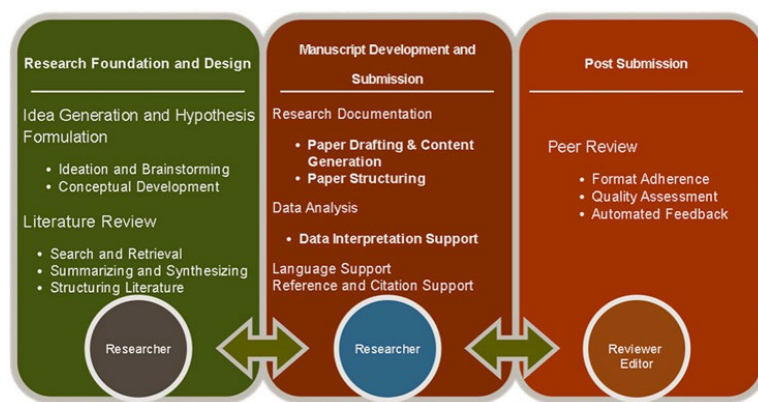 Research Foundation and Design
Idea Generation and Hypothesis
Formulation
• Ideation and Brainstorming
• Conceptual Development
Literature Review
• Search and Retrieval
• Summarizing and Synthesizing
• Structuring Literature
Researcher
Manuscript Development and
Submission
Research Documentation
• Paper Drafting & Content
Generation
• Paper Structuring
Data Analysis
• Data Interpretation Support
Language Support
Reference and Citation Support
Researcher
Post Submission
Peer Review
• Format Adherence
• Quality Assessment
• Automated Feedback
Reviewer
Editor